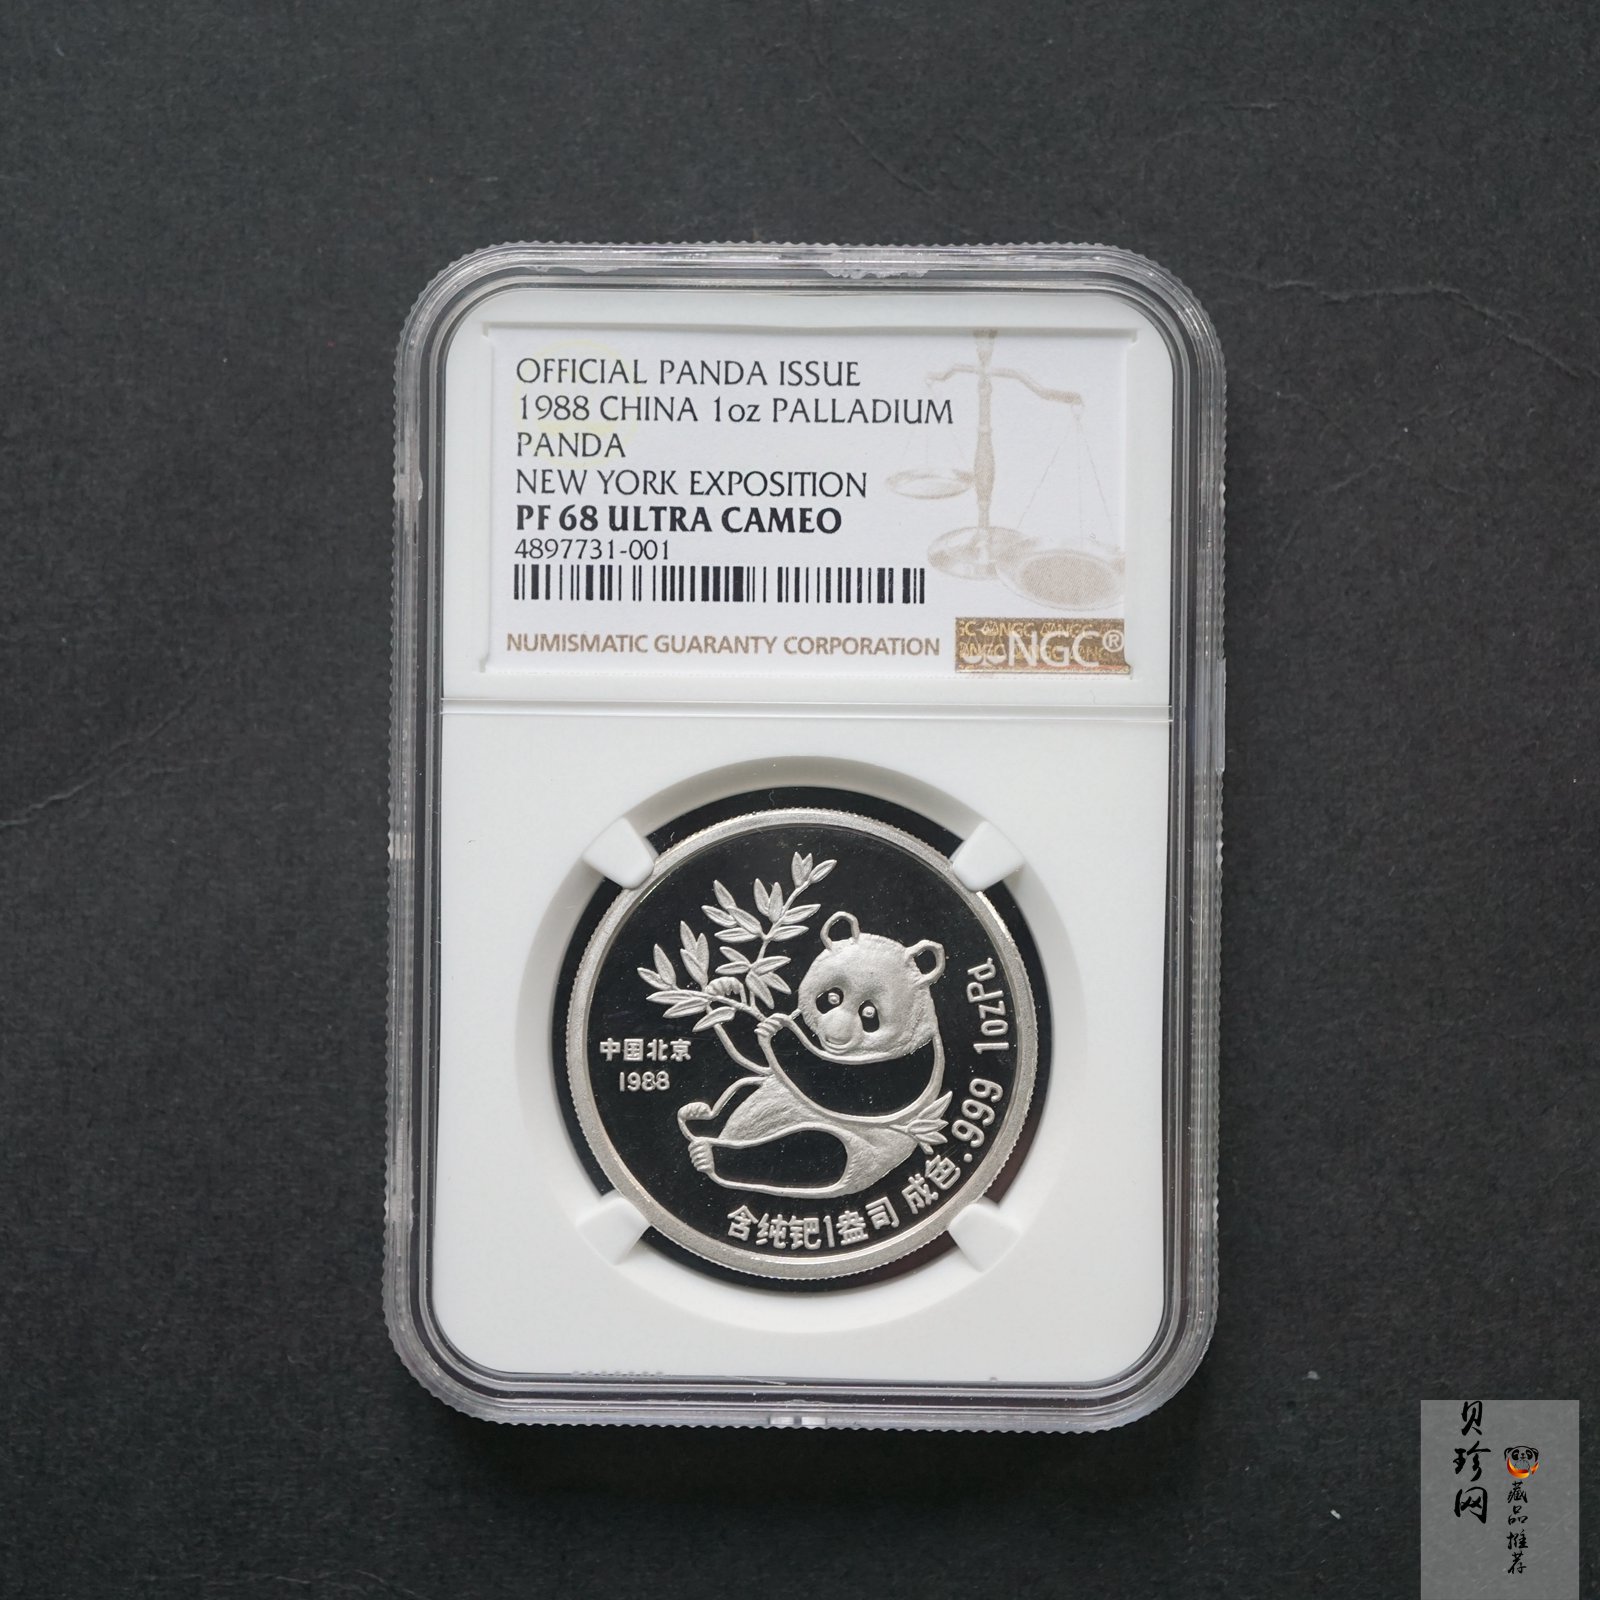 OFFICIAL PANDA ISSUE
1988 CHINA 1oz PALLADIUM
PANDA
NEW YORK EXPOSITION
PF 68 ULTRA CAMEO
4897731-001
NUMISMATIC GUARANTY CORPORATION
NGC®
中国北京
1988
含纯钯1盎司 成色.999 1ozPd
贝珍网
藏品推荐